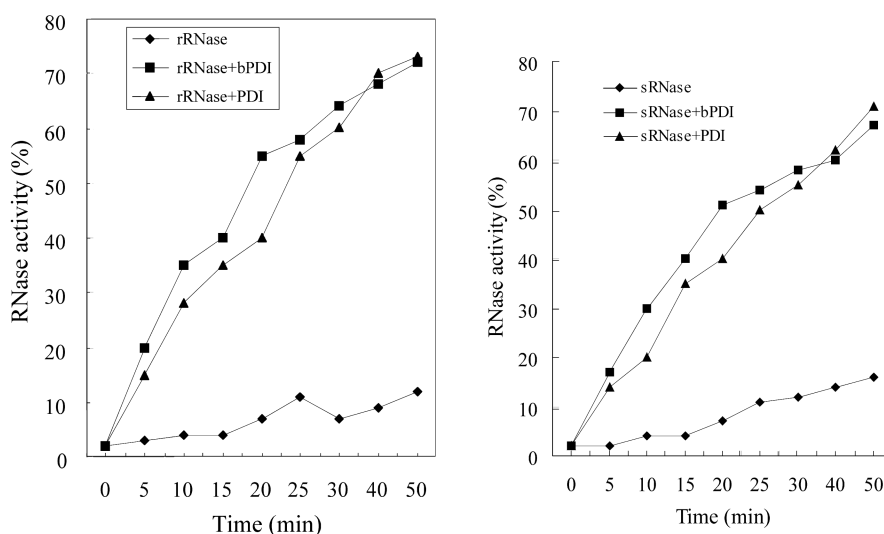 rRNase
rRNase+bPDI
rRNase+PDI
80
70
60
50
40
30
20
10
0
RNase activity (%)
0 5 10 15 20 25 30 40 50
Time (min)
sRNase
sRNase+bPDI
sRNase+PDI
80
70
60
50
40
30
20
10
0
RNase activity (%)
0 5 10 15 20 25 30 40 50
Time (min)